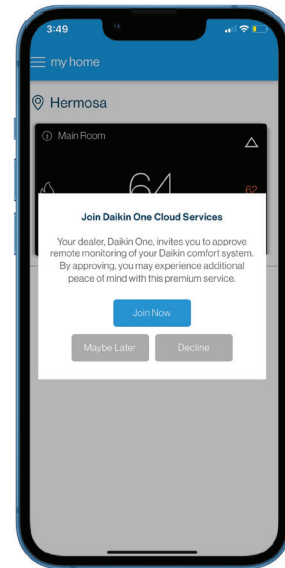 3:49
my home
Hermosa
Main Room
64
62
Join Daikin One Cloud Services
Your dealer, Daikin One, invites you to approve
remote monitoring of your Daikin comfort system.
By approving, you may experience additional
peace of mind with this premium service.
Join Now
Maybe Later
Decline